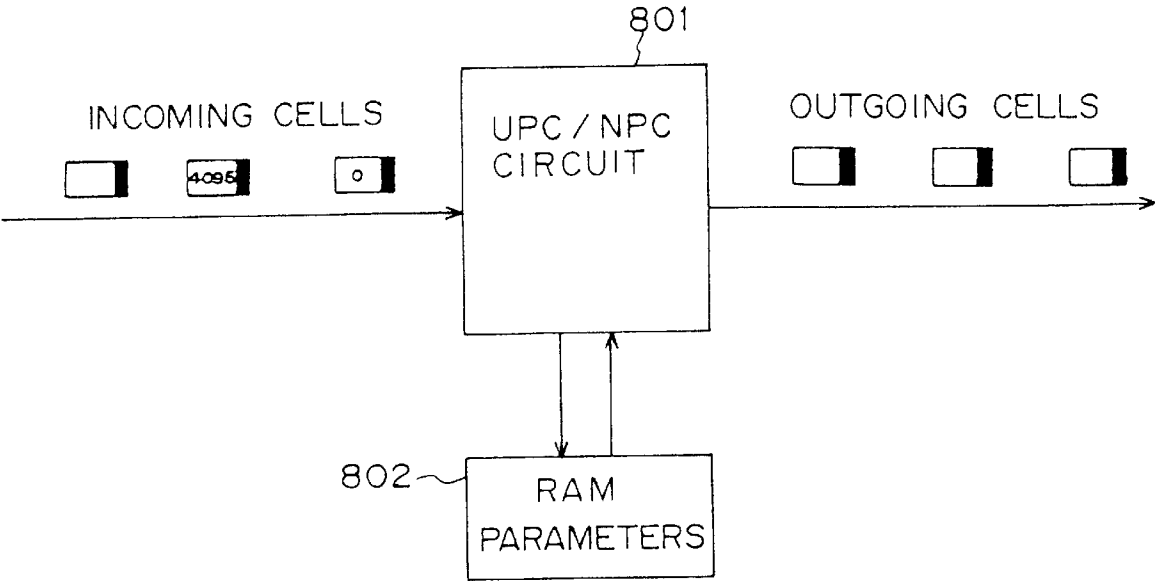 801
INCOMING CELLS
OUTGOING CELLS
4095
0
UPC / NPC
CIRCUIT
802
RAM
PARAMETERS